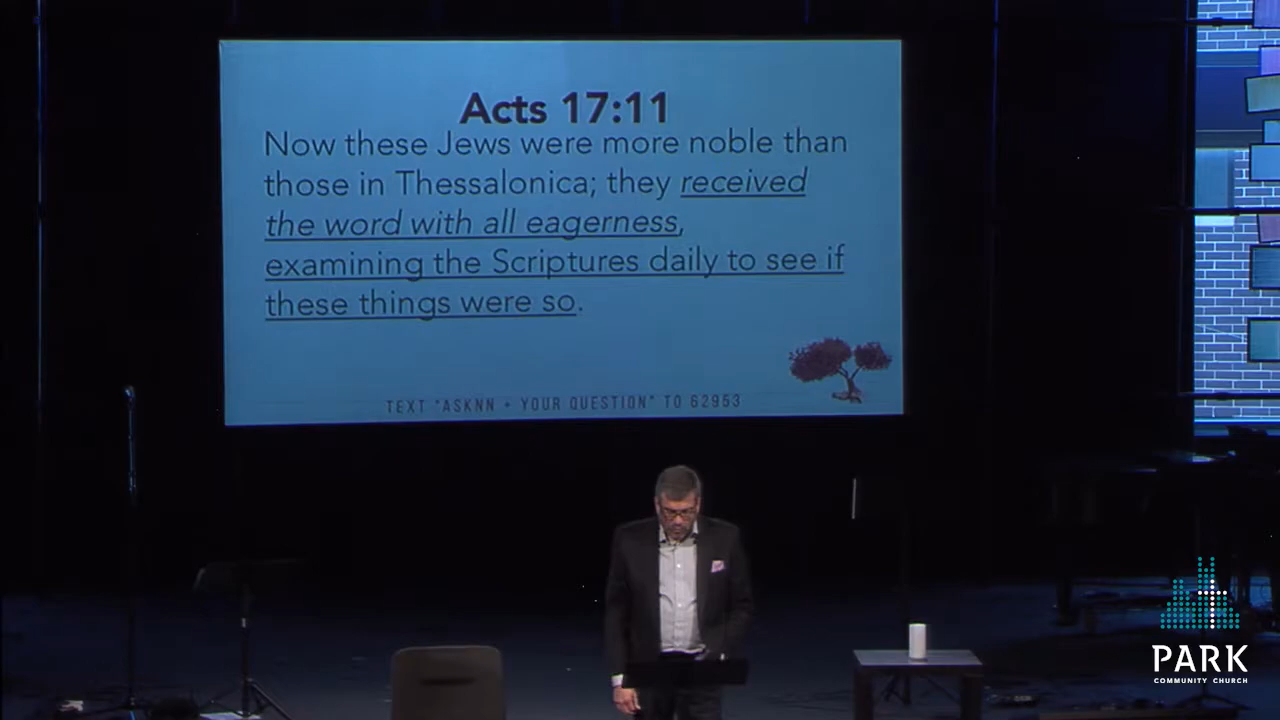 Acts 17:11
Now these Jews were more noble than
those in Thessalonica; they received
the word with all eagerness,
examining the Scriptures daily to see if
these things were so.
TEXT "ASKNN + YOUR QUESTION" TO 62953
PARK
COMMUNITY CHURCH